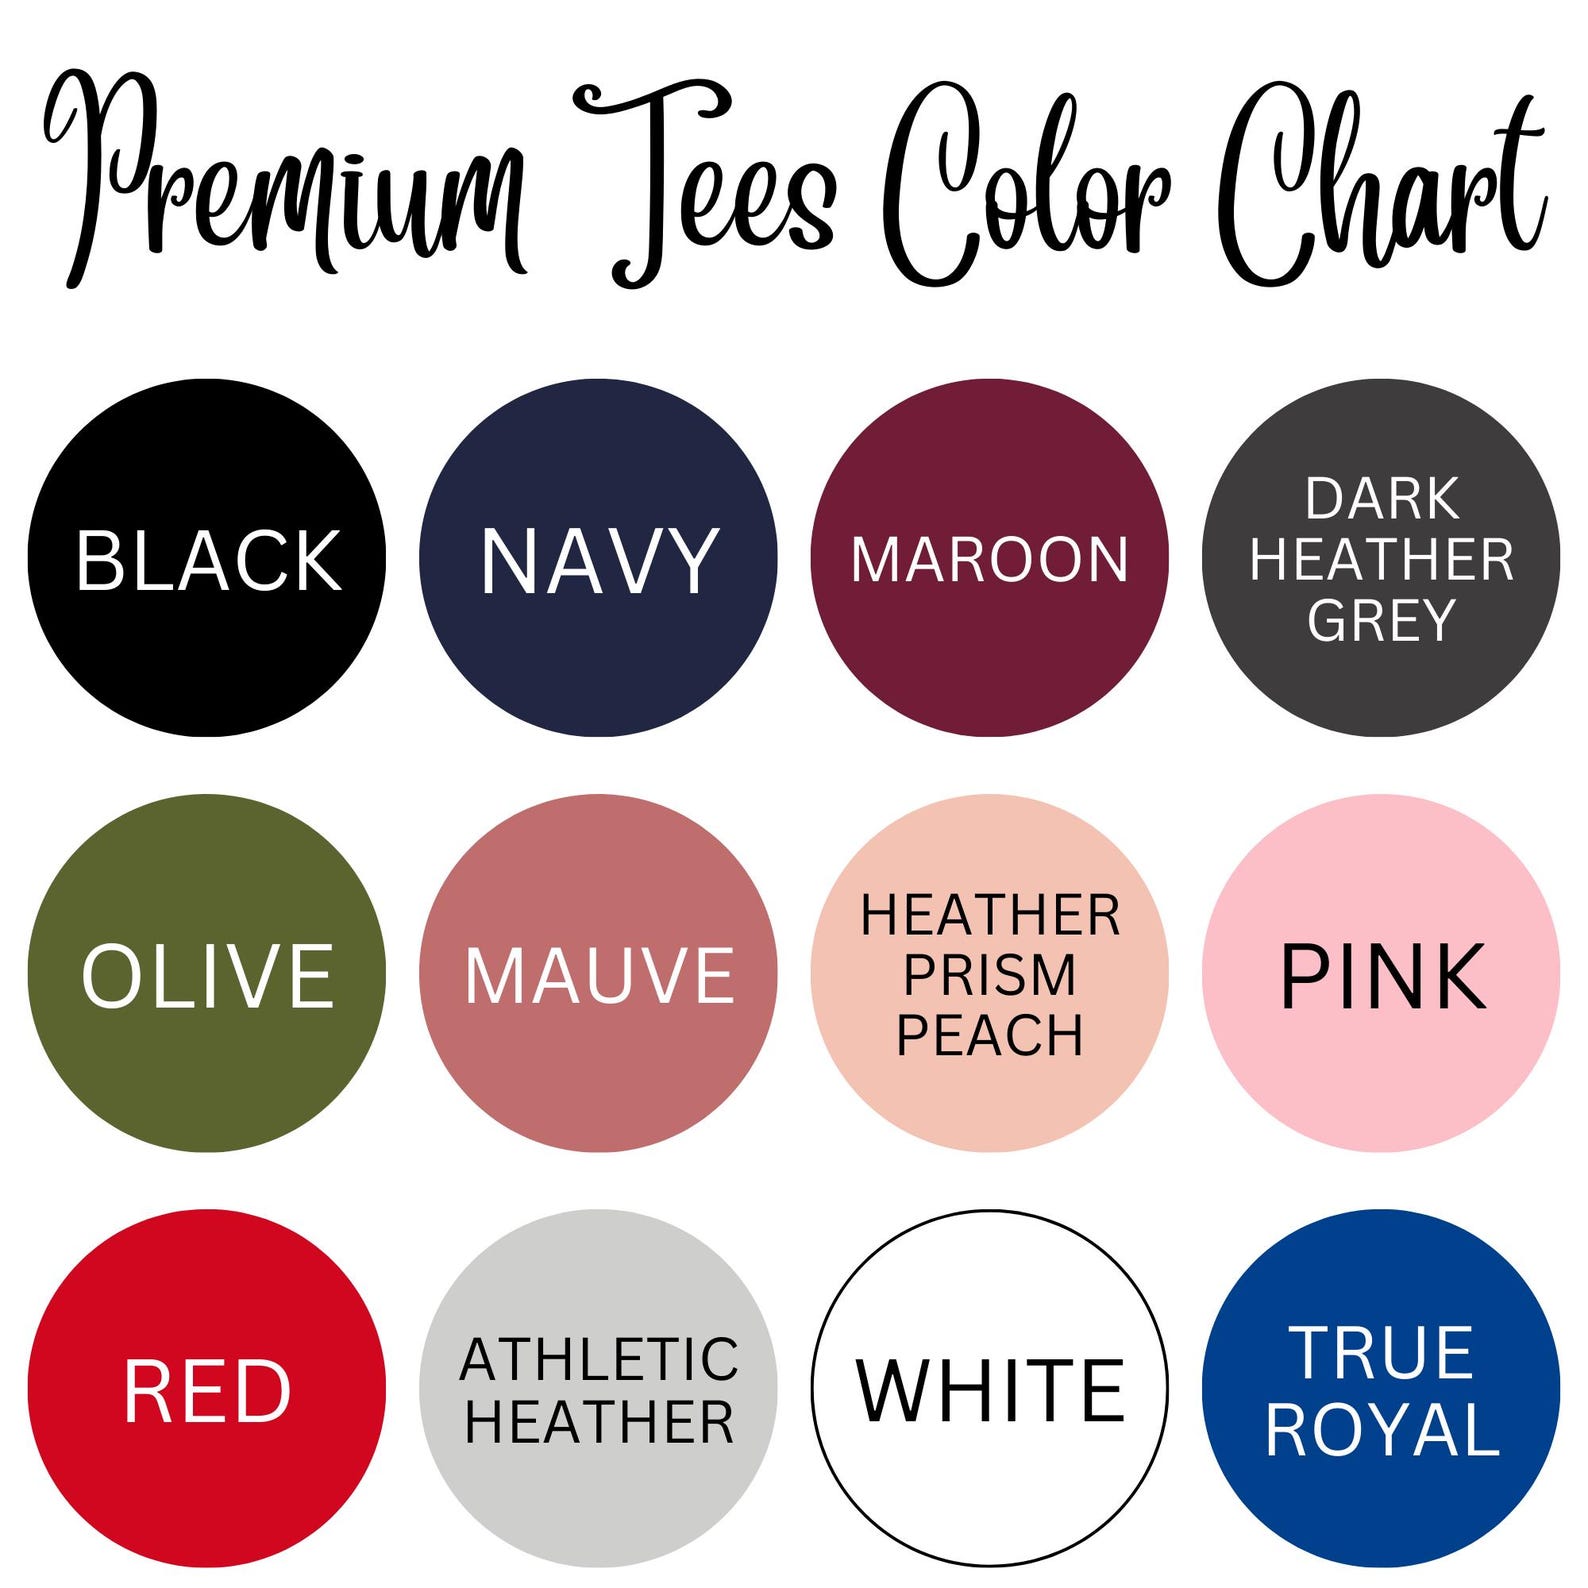 Premium Tees Color Chart
BLACK
NAVY
MAROON
DARK
HEATHER
GREY
OLIVE
MAUVE
HEATHER
PRISM
PEACH
PINK
RED
ATHLETIC
HEATHER
WHITE
TRUE
ROYAL